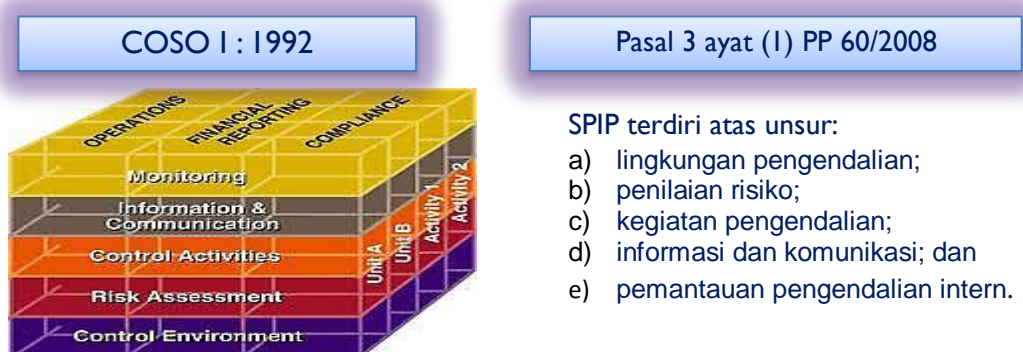 COSO I : 1992
OPERATIONS
FINANCIAL
REPORTING
COMPLIANCE
Monitoring
Information &
Communication
Control Activities
Risk Assessment
Control Environment
Unit A
Unit B
Activity 1
Activity 2
Pasal 3 ayat (1) PP 60/2008
SPIP terdiri atas unsur:
a) lingkungan pengendalian;
b) penilaian risiko;
c) kegiatan pengendalian;
d) informasi dan komunikasi; dan
e) pemantauan pengendalian intern.